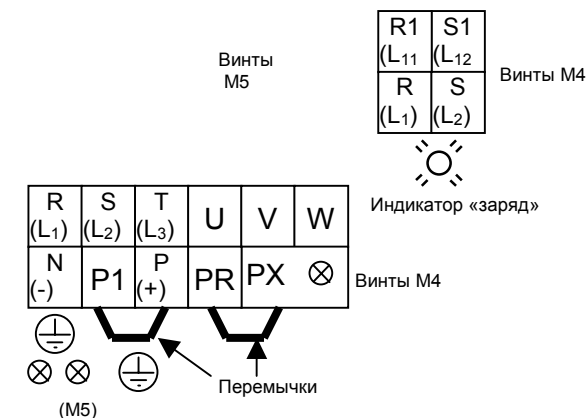 R1 S1
(L11 (L12
Винты
M5
Винты M4
R S
(L1) (L2)
Индикатор «заряд»
R S T
(L1) (L2) (L3) U V W
N P
(-) P1 (+) PR PX
Винты M4
Перемычки
(M5)